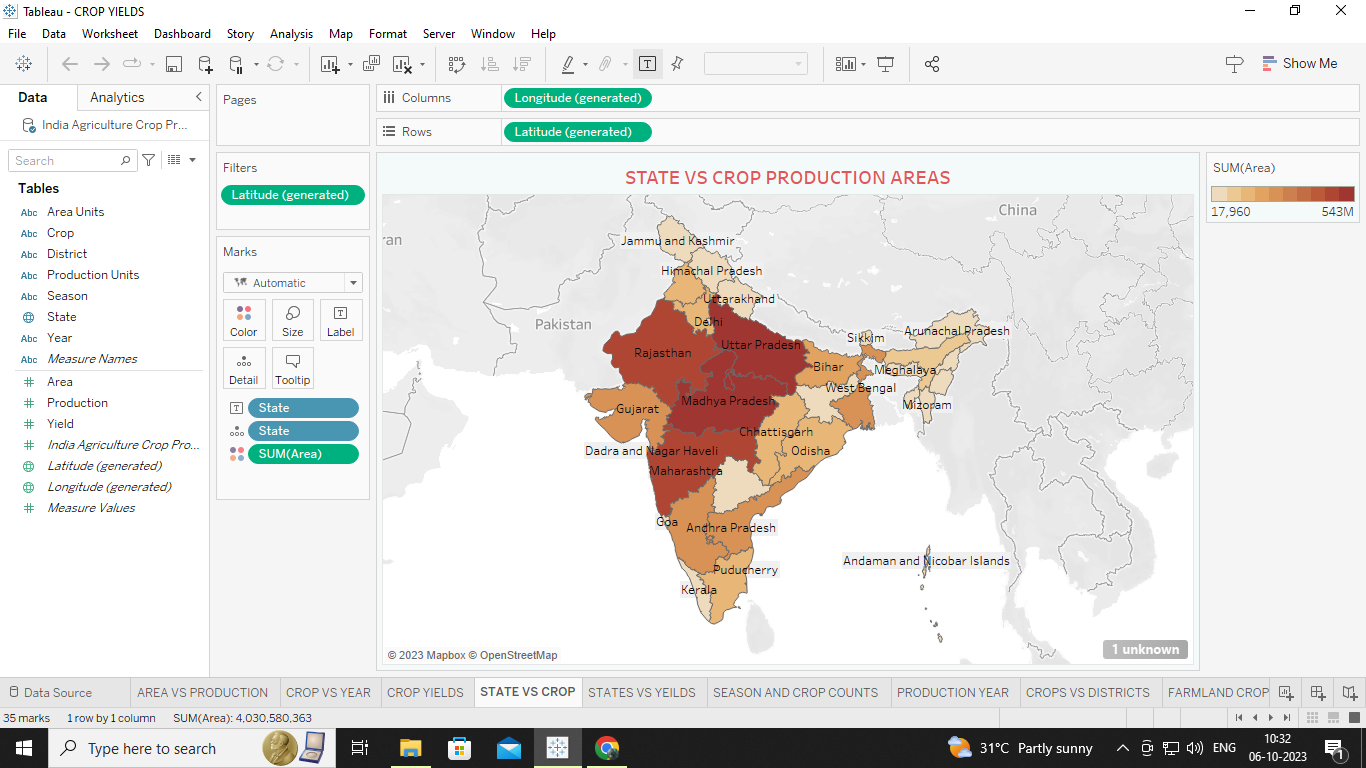 Tableau - CROP YIELDS
File Data Worksheet Dashboard Story Analysis Map Format Server Window Help
Show Me
Data Analytics
India Agriculture Crop Pr...
Search
Tables
Abc Area Units
Abc Crop
Abc District
Abc Production Units
Abc Season
State
Abc Year
Abc Measure Names
Area
Production
Yield
India Agriculture Crop Pro...
Latitude (generated)
Longitude (generated)
Measure Values
Pages
Filters
Latitude (generated)
Marks
Automatic
Color Size Label
Detail Tooltip
State
State
SUM(Area)
Columns Longitude (generated)
Rows Latitude (generated)
STATE VS CROP PRODUCTION AREAS
China
ran
Jammu and Kashmir
Himachal Pradesh
Uttarakhand
Pakistan
Delhi
Arunachal Pradesh
Sikkim
Uttar Pradesh
Rajasthan
Bihar
Meghalaya
West Bengal
Madhya Pradesh
Mizoram
Gujarat
Chhattisgarh
Dadra and Nagar Haveli
Odisha
Maharashtra
Goa
Andhra Pradesh
Andaman and Nicobar Islands
Puducherry
Kerala
© 2023 Mapbox © OpenStreetMap
1 unknown
SUM(Area)
17,960 543M
Data Source AREA VS PRODUCTION CROP VS YEAR CROP YIELDS STATE VS CROP STATES VS YEILDS SEASON AND CROP COUNTS PRODUCTION YEAR CROPS VS DISTRICTS FARMLAND CROP
35 marks 1 row by 1 column SUM(Area): 4,030,580,363
Type here to search
31°C Partly sunny
ENG
10:32
06-10-2023
1